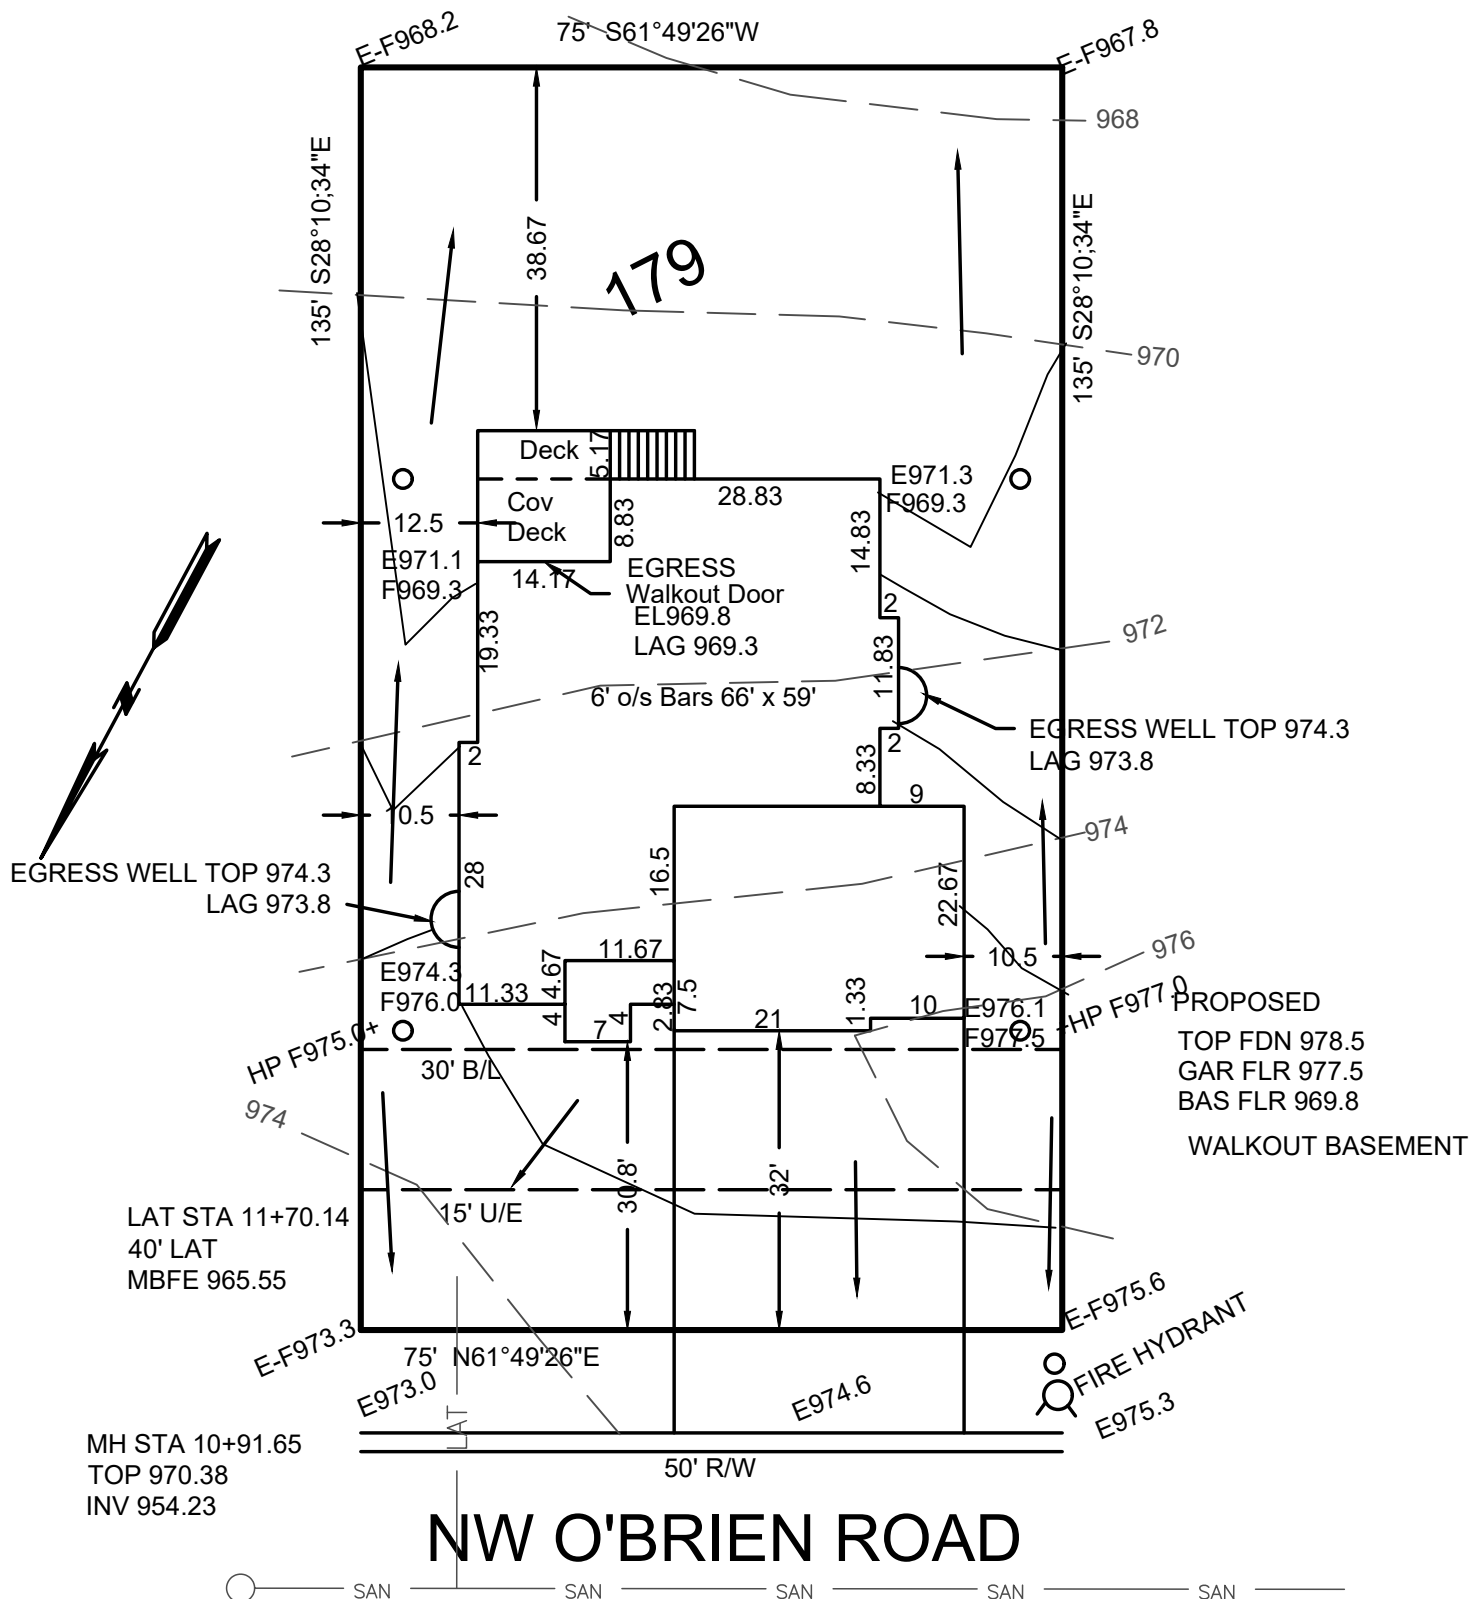 E-F968.2
75' S61°49'26"W
E-F967.8
968
135' S28°10;34"E
135' S28°10;34"E
38.67
179
970
Deck
5.17
Cov
Deck
8.83
28.83
E971.3
F969.3
12.5
14.83
E971.1
F969.3
14.17
EGRESS
Walkout Door
EL969.8
LAG 969.3
2
19.33
11.83
972
6' o/s Bars 66' x 59'
2
2
EGRESS WELL TOP 974.3
LAG 973.8
8.33
9
0.5
974
EGRESS WELL TOP 974.3
LAG 973.8
28
16.5
22.67
11.67
10.5
976
E974.3
F976.0
11.33
4.67
4
7
4
2.83
7.5
21
1.33
10
E976.1
F977.5
HP F977.0
HP F975.0+
PROPOSED
TOP FDN 978.5
GAR FLR 977.5
BAS FLR 969.8
WALKOUT BASEMENT
30' B/L
974
30.8'
32'
15' U/E
LAT STA 11+70.14
40' LAT
MBFE 965.55
E-F973.3
E-F975.6
75' N61°49'26"E
FIRE HYDRANT
E973.0
E974.6
E975.3
LAT
MH STA 10+91.65
TOP 970.38
INV 954.23
50' R/W
NW O'BRIEN ROAD
SAN SAN SAN SAN SAN